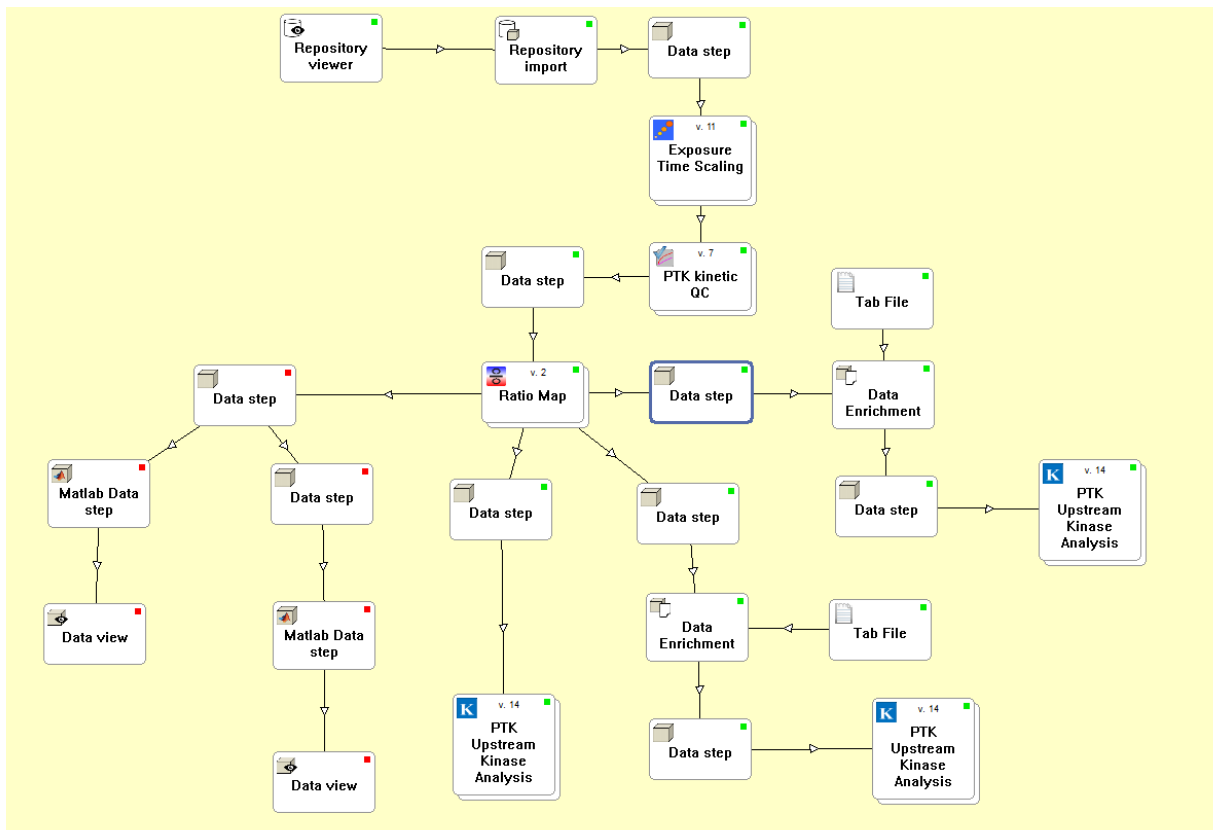 Repository
viewer
Repository
import
Data step
v. 11
Exposure
Time Scaling
Data step
v. 7
PTK kinetic
QC
Tab File
Data step
v. 2
Ratio Map
Data step
Data
Enrichment
Matlab Data
step
Data step
Data step
Data step
Data step
v. 14
PTK
Upstream
Kinase
Analysis
Data view
Matlab Data
step
Data
Enrichment
Tab File
Data view
v. 14
PTK
Upstream
Kinase
Analysis
Data step
v. 14
PTK
Upstream
Kinase
Analysis